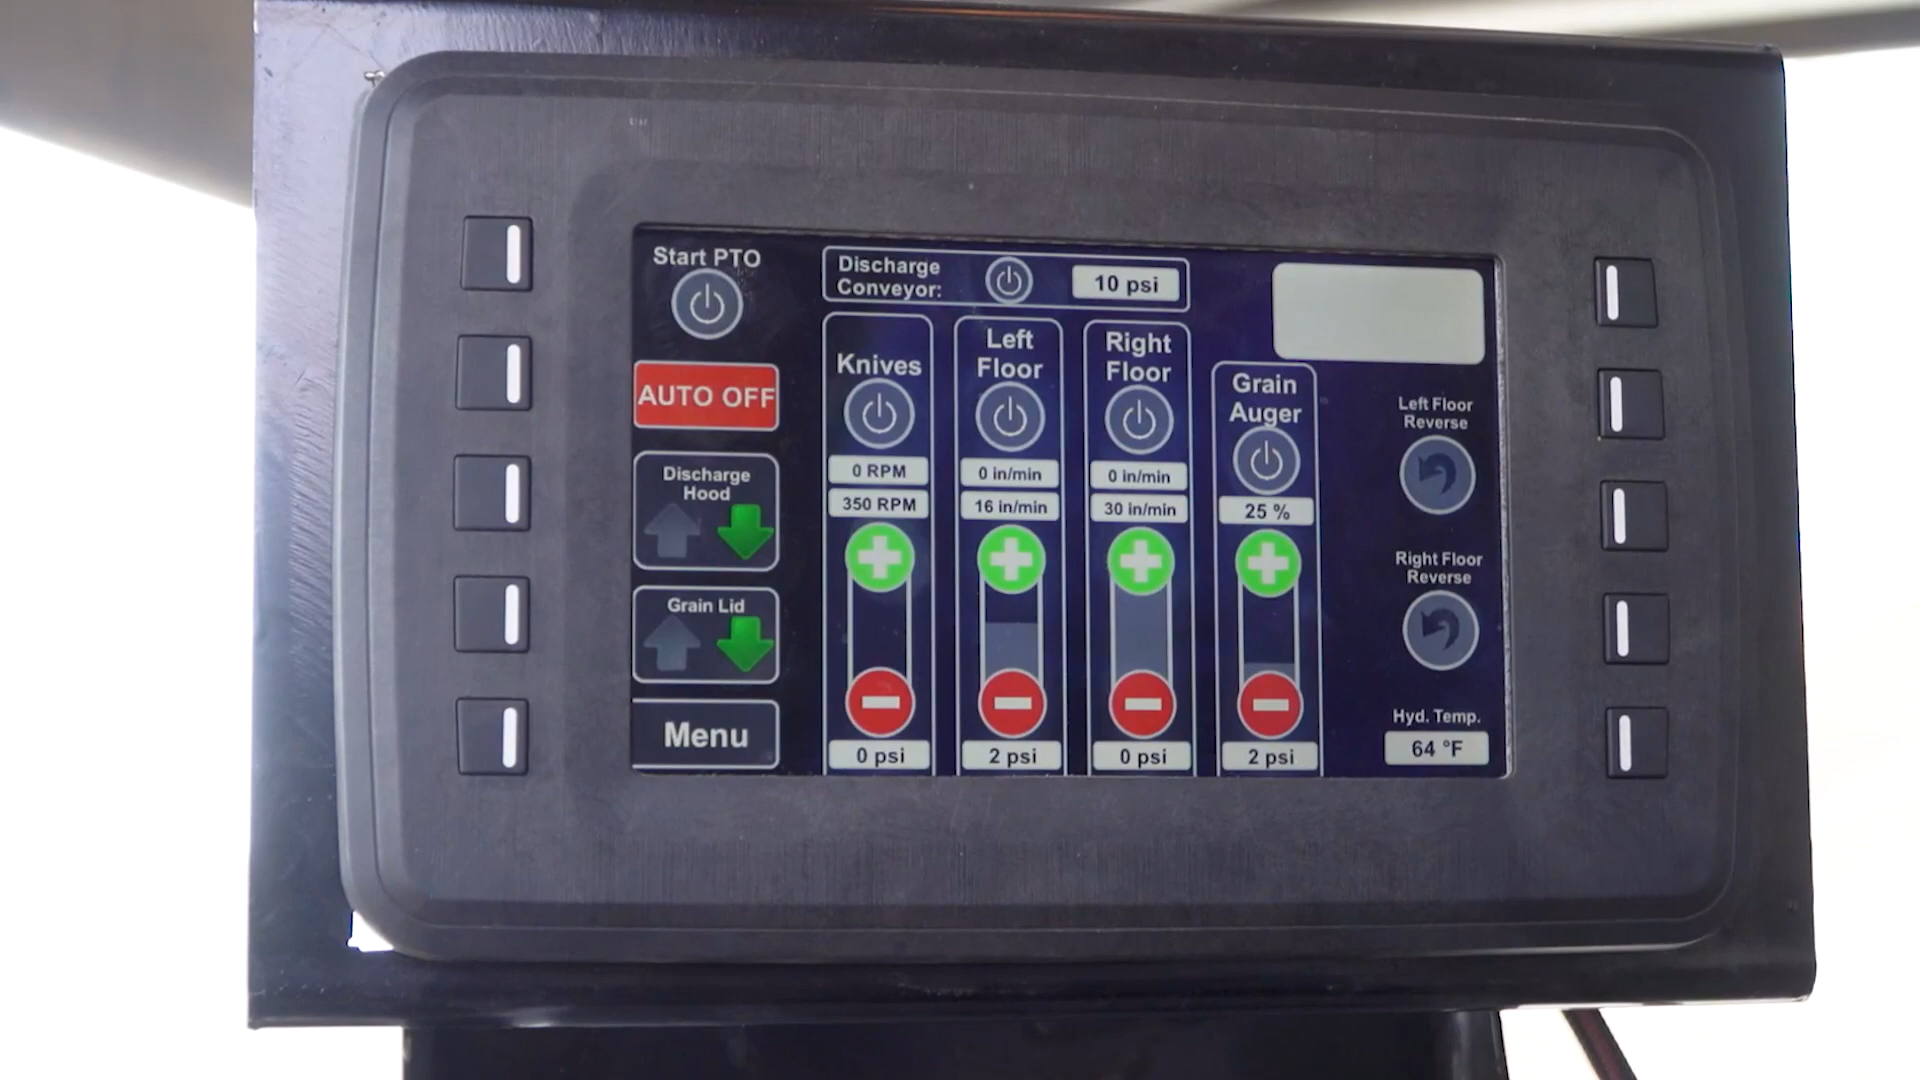 Start PTO
AUTO OFF
Discharge
Hood
Grain Lid
Menu
Discharge
Conveyor:
10 psi
Knives
0 RPM
350 RPM
0 psi
Left
Floor
0 in/min
16 in/min
2 psi
Right
Floor
0 in/min
30 in/min
0 psi
Grain
Auger
25 %
2 psi
Left Floor
Reverse
Right Floor
Reverse
Hyd. Temp.
64 °F